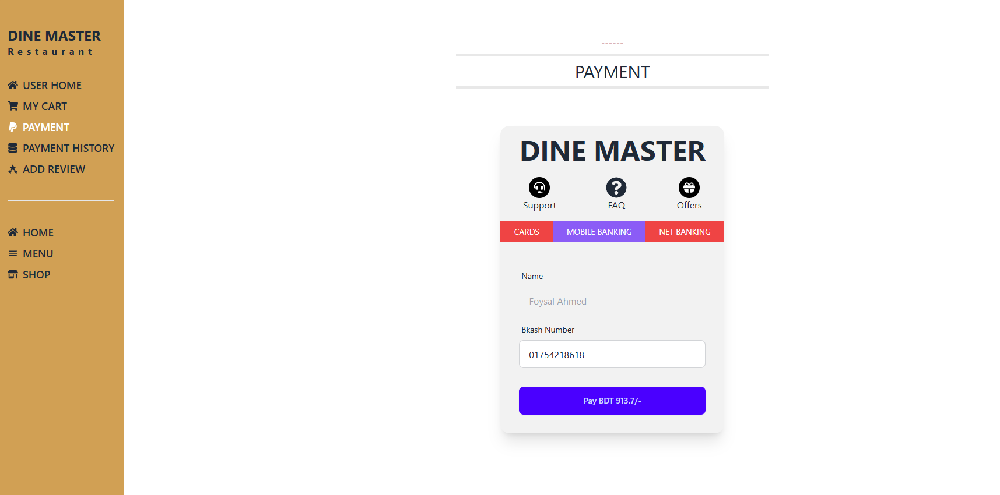 DINE MASTER
Restaurant
USER HOME
MY CART
PAYMENT
PAYMENT HISTORY
ADD REVIEW
HOME
MENU
SHOP
------
PAYMENT
DINE MASTER
Support FAQ Offers
CARDS MOBILE BANKING NET BANKING
Name
Foysal Ahmed
Bkash Number
01754218618
Pay BDT 913.7/-